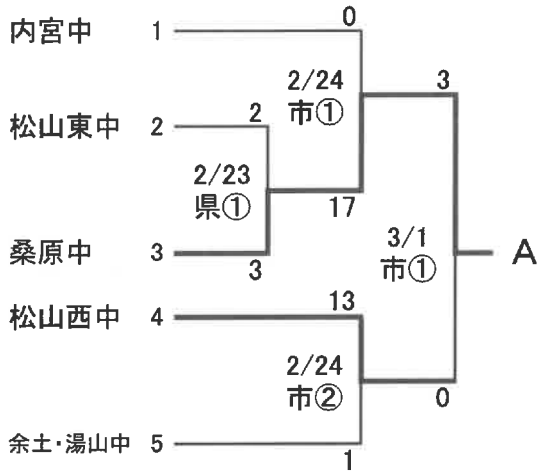 0
内宮中 1
2/24
市①
3
2
松山東中 2
2/23
県①
17
3/1
市①
A
桑原中 3
3
松山西中 4
13
2/24
市②
0
余土・湯山中 5
1